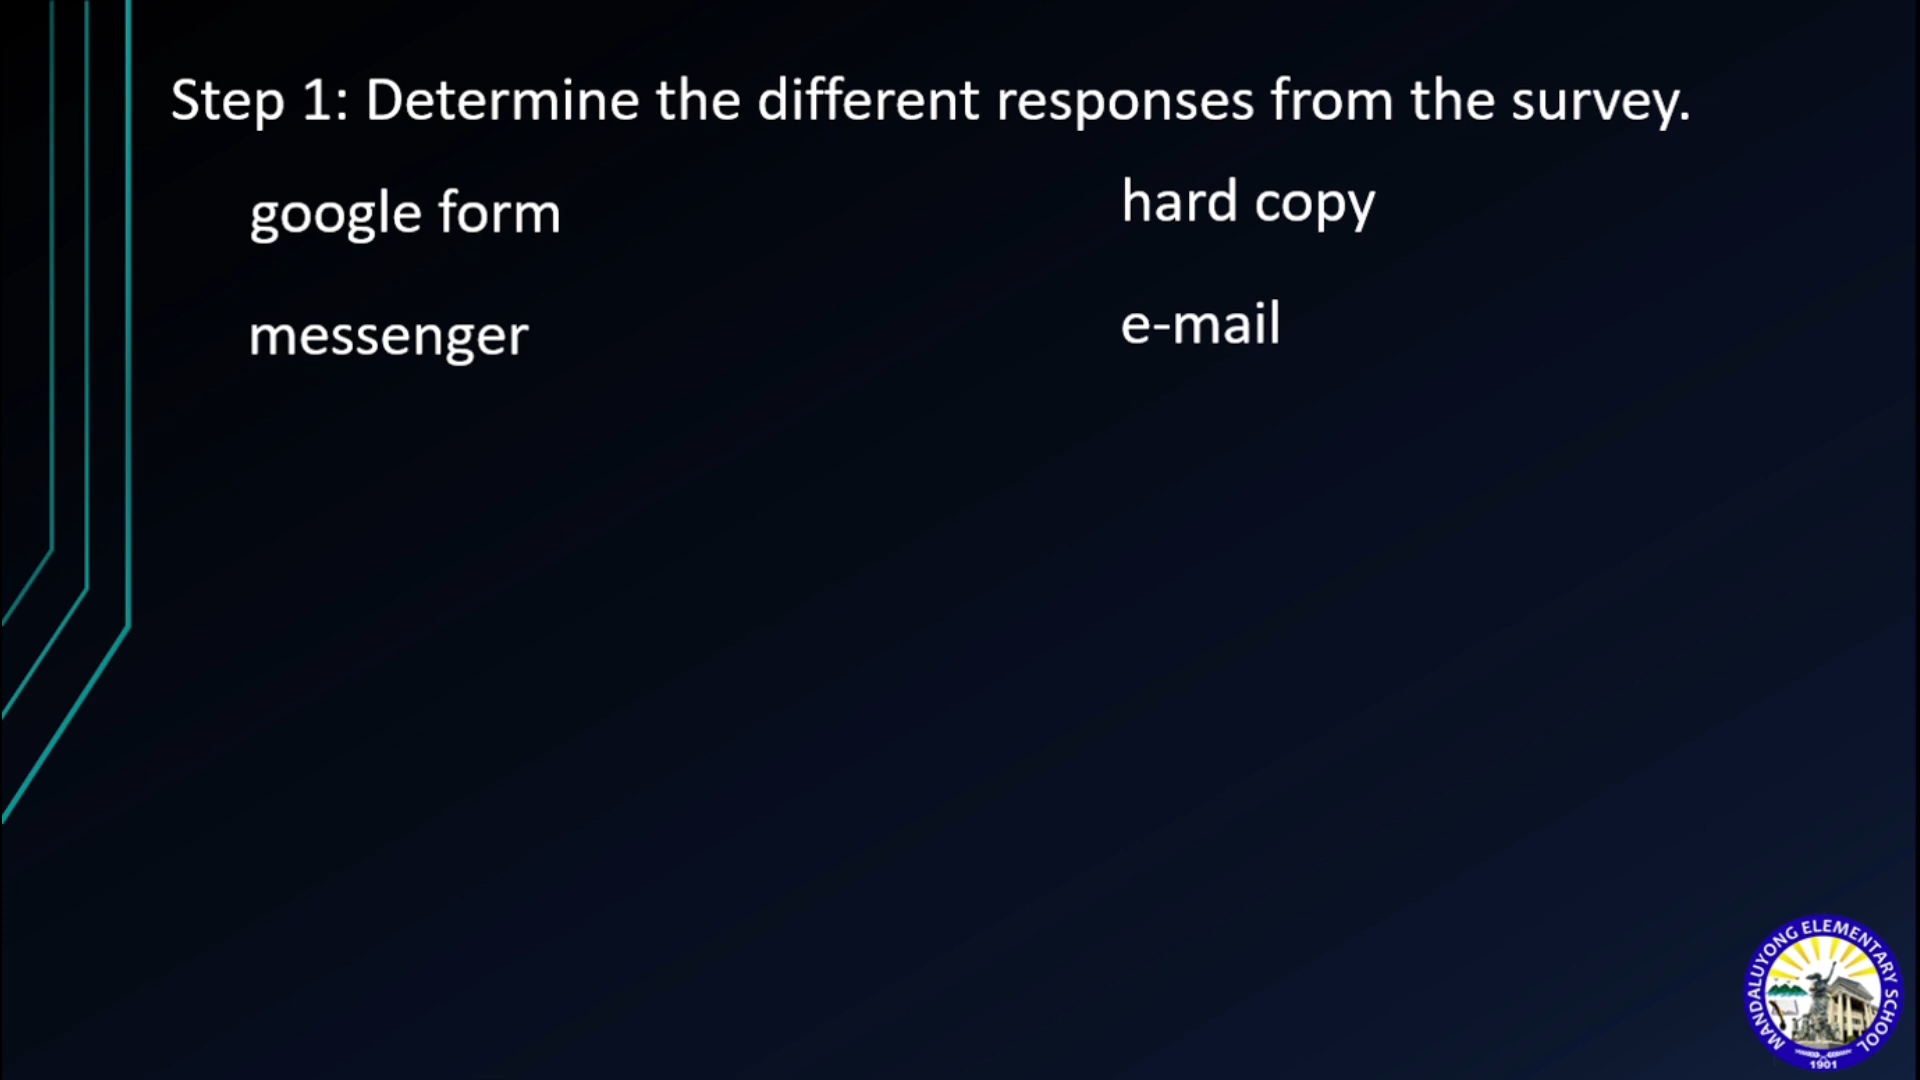 Step 1: Determine the different responses from the survey.
google form
hard copy
messenger
e-mail
MANDALUYONG ELEMENTARY SCHOOL
1901